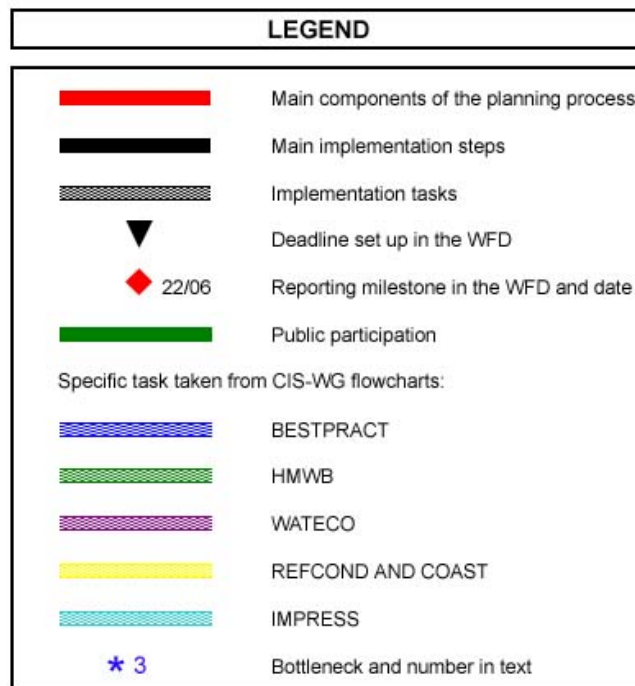 LEGEND
Main components of the planning process
Main implementation steps
Implementation tasks
Deadline set up in the WFD
22/06 Reporting milestone in the WFD and date
Public participation
Specific task taken from CIS-WG flowcharts:
BESTPRACT
HMWB
WATECO
REFCOND AND COAST
IMPRESS
* 3 Bottleneck and number in text